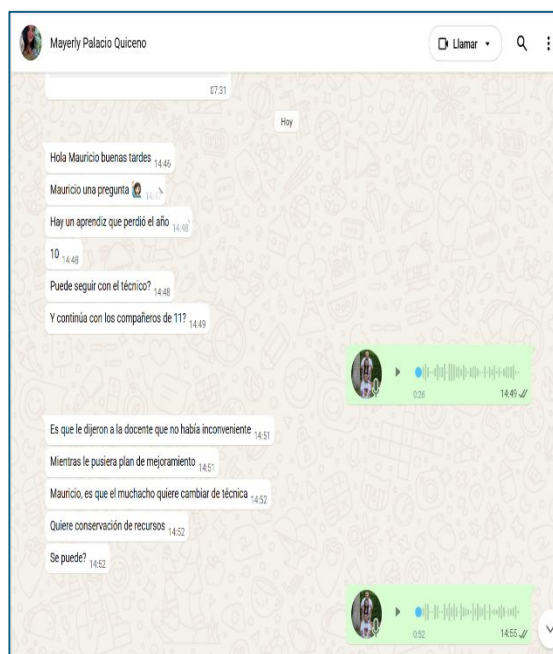 Mayerly Palacio Quiceno
Llamar
07:31
Hoy
Hola Mauricio buenas tardes 14:46
Mauricio una pregunta 🙋🏻‍♀️
Hay un aprendiz que perdió el año 14:48
10 14:48
Puede seguir con el técnico? 14:48
Y continúa con los compañeros de 11? 14:49
0:26 14:49
Es que le dijeron a la docente que no había inconveniente 14:51
Mientras le pusiera plan de mejoramiento 14:51
Mauricio, es que el muchacho quiere cambiar de técnica 14:52
Quiere conservación de recursos 14:52
Se puede? 14:52
0:52 14:55